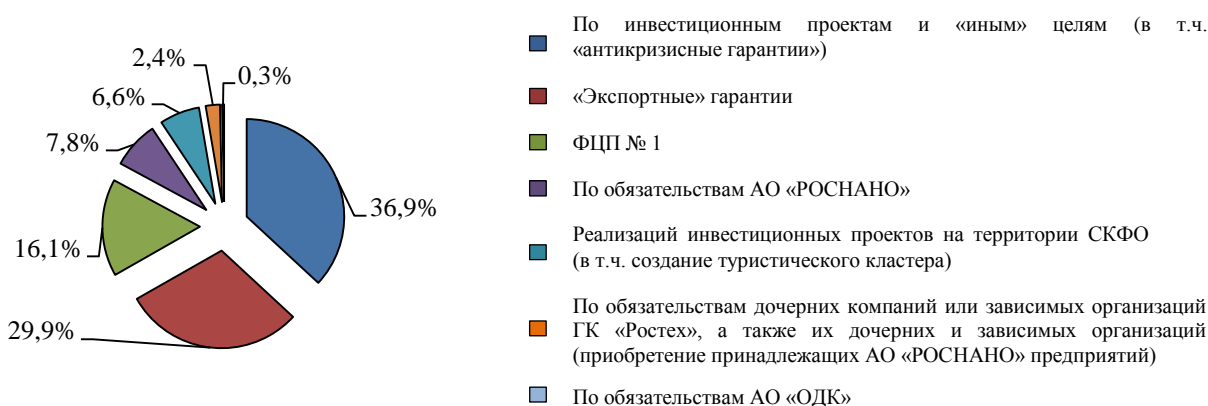 2,4%
0,3%
6,6%
7,8%
36,9%
16,1%
29,9%
По инвестиционным проектам и «иным» целям (в т.ч.
«антикризисные гарантии»)
«Экспортные» гарантии
ФЦП № 1
По обязательствам АО «РОСНАНО»
Реализаций инвестиционных проектов на территории СКФО
(в т.ч. создание туристического кластера)
По обязательствам дочерних компаний или зависимых организаций
ГК «Ростех», а также их дочерних и зависимых организаций
(приобретение принадлежащих АО «РОСНАНО» предприятий)
По обязательствам АО «ОДК»